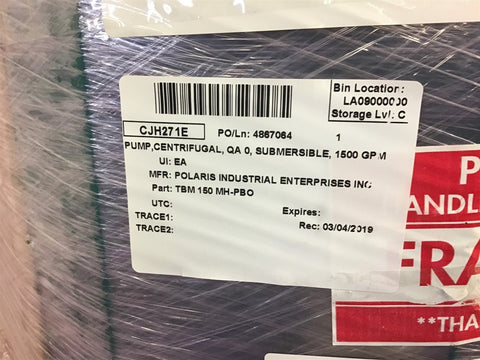 Bin Location:
LA09000000
Storage Lvl: C
CJH271E PO/Ln: 4867064 1
PUMP,CENTRIFUGAL, QA 0, SUBMERSIBLE, 1500 GPM
UI: EA
MFR: POLARIS INDUSTRIAL ENTERPRISES INC
Part: TBM 150 MH-PBO
UTC: Expires:
TRACE1: Rec: 03/04/2019
TRACE2:
**THA